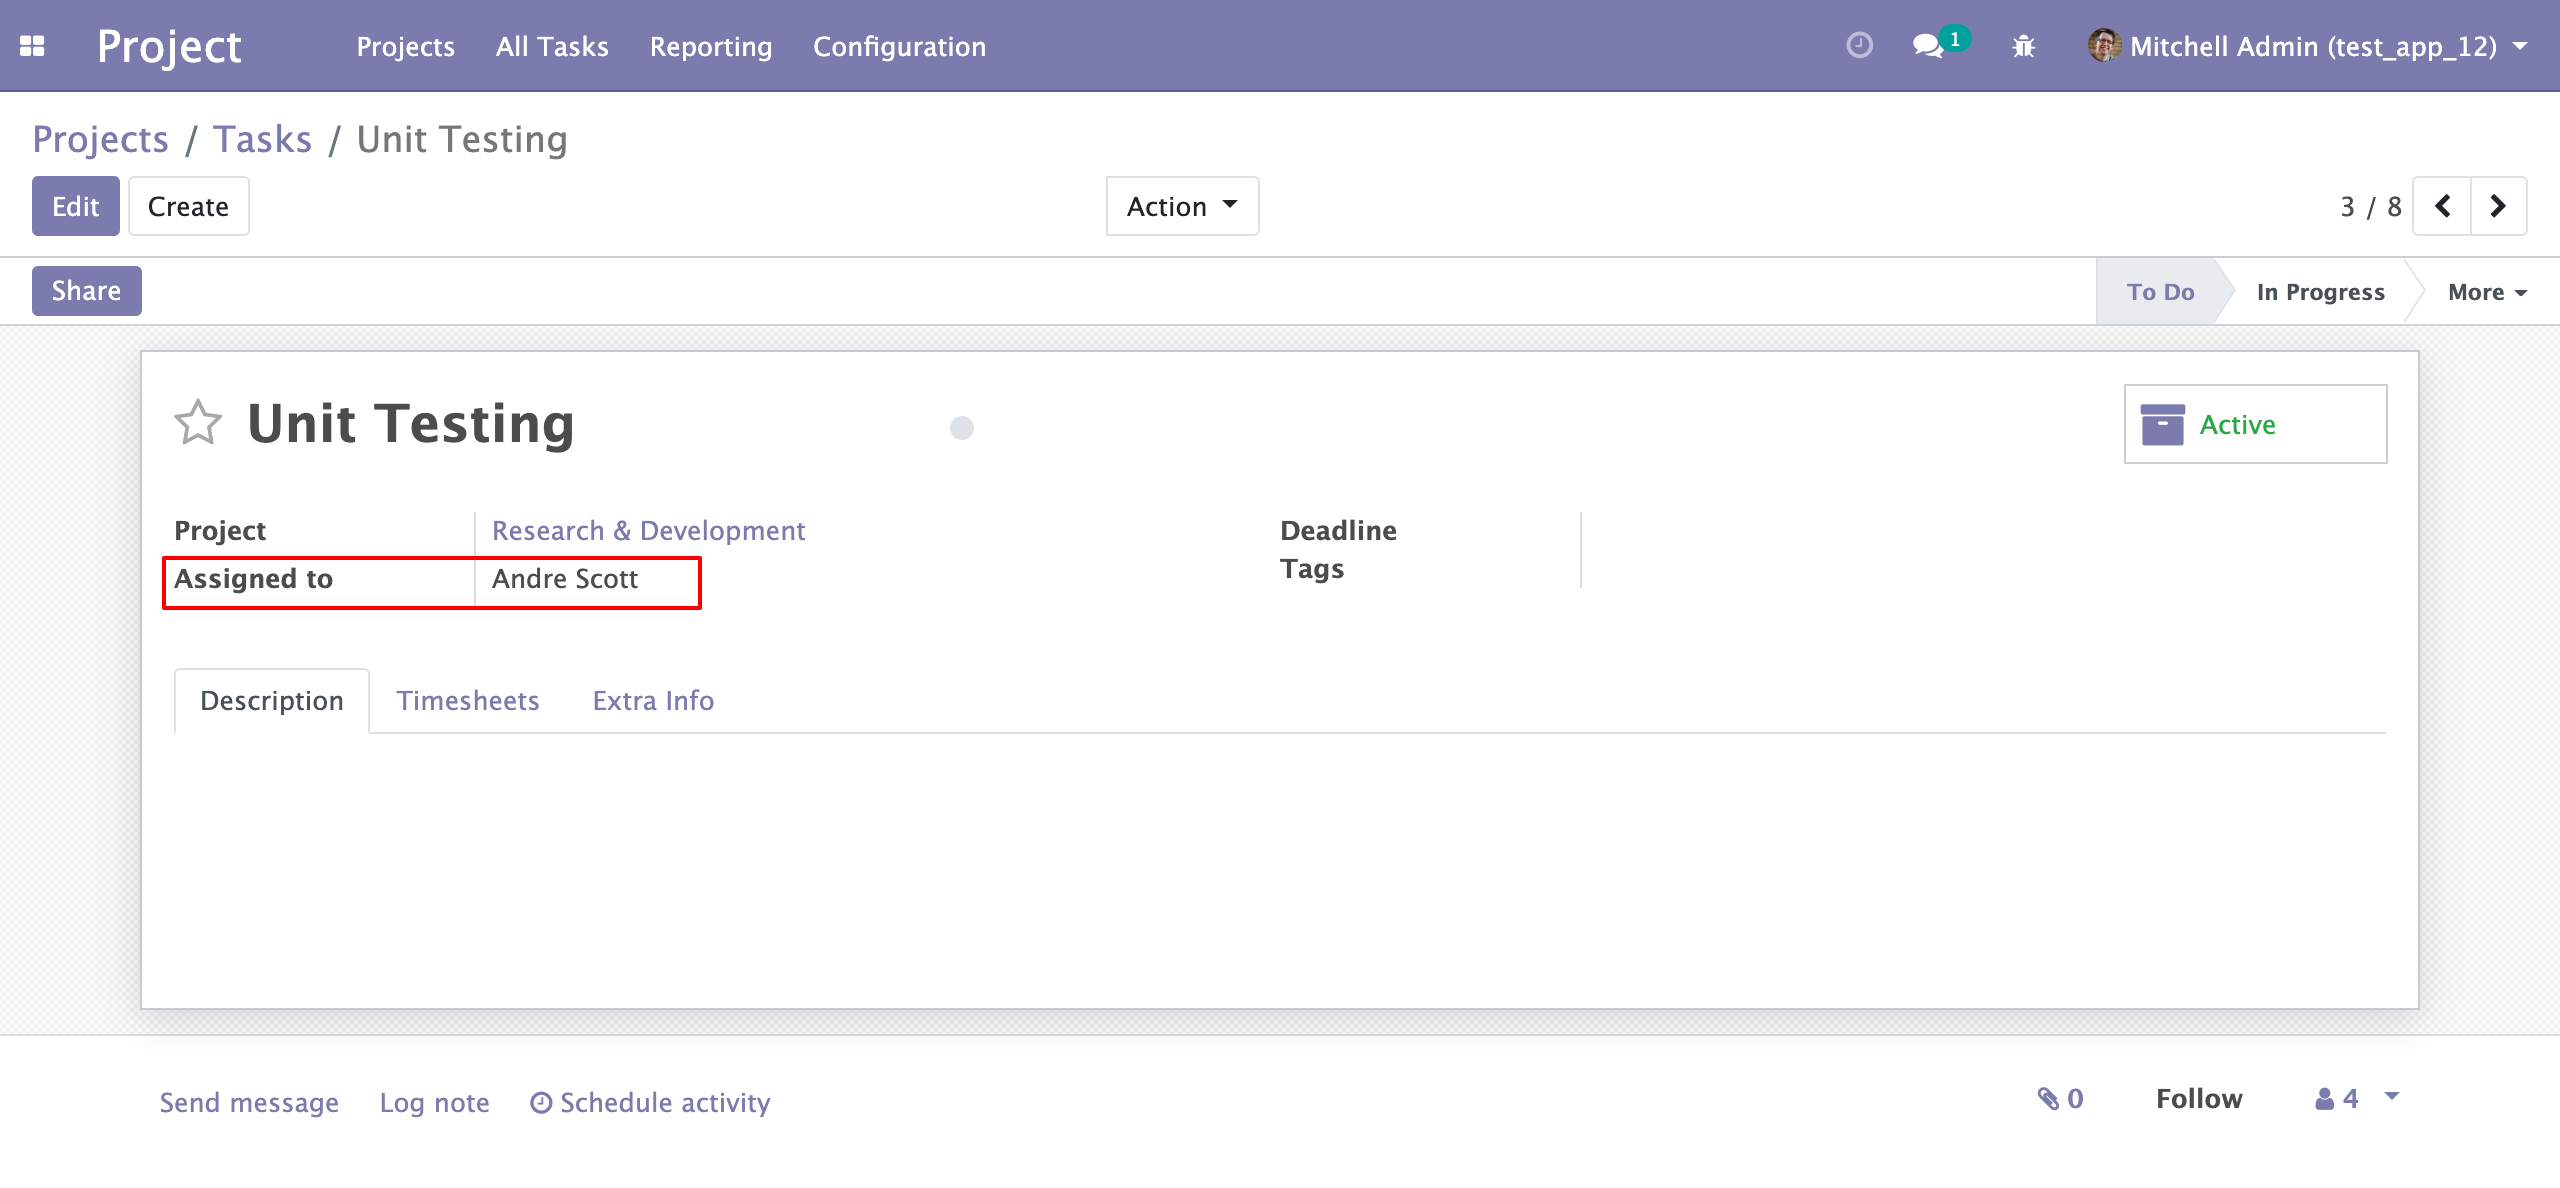 Project Projects All Tasks Reporting Configuration 1 Mitchell Admin (test_app_12)
Projects / Tasks / Unit Testing
Edit Create Action 3 / 8
Share To Do In Progress More
Unit Testing Active
Project Research & Development Deadline
Assigned to Andre Scott Tags
Description Timesheets Extra Info
Send message Log note Schedule activity 0 Follow 4